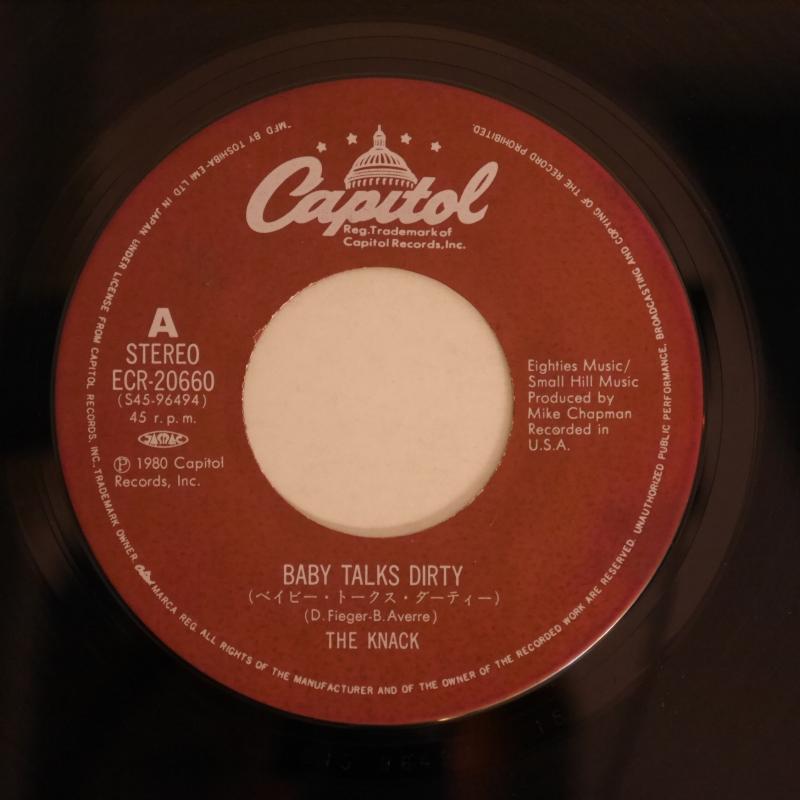 "MFD BY TOSHIBA-EMI LTD IN JAPAN UNDER LICENSE FROM CAPITOL RECORDS, INC., TRADEMARK OWNER Capitol MARCA REG. ALL RIGHTS OF THE MANUFACTURER AND OF THE OWNER OF THE RECORDED WORK ARE RESERVED. UNAUTHORIZED PUBLIC PERFORMANCE, BROADCASTING AND COPYING OF THE RECORD PROHIBITED.
Capitol
Reg.Trademark of
Capitol Records,Inc.
A
STEREO
ECR-20660
(S45-96494)
45 r.p.m.
JASRAC
Ⓟ 1980 Capitol
Records, Inc.
Eighties Music/
Small Hill Music
Produced by
Mike Chapman
Recorded in
U.S.A.
BABY TALKS DIRTY
(ベイビー・トークス・ダーティー)
(D.Fieger-B.Averre)
THE KNACK